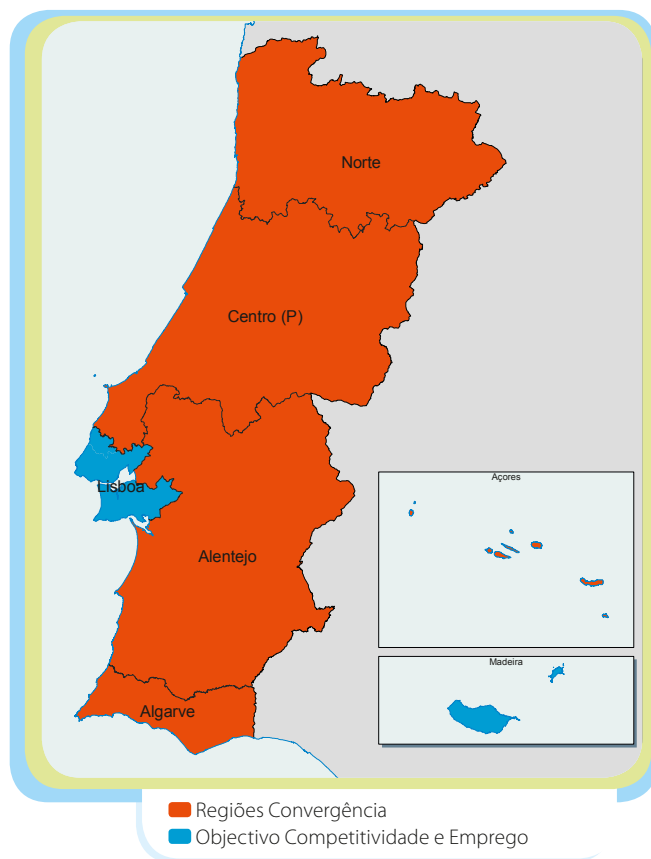 Norte
Centro (P)
Lisboa
Açores
Alentejo
Madeira
Algarve
Regiões Convergência
Objectivo Competitividade e Emprego